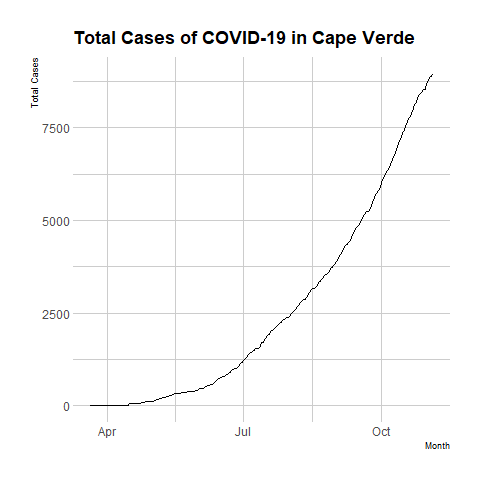 Total Cases of COVID-19 in Cape Verde
Total Cases
7500
5000
2500
0
Apr Jul Oct
Month